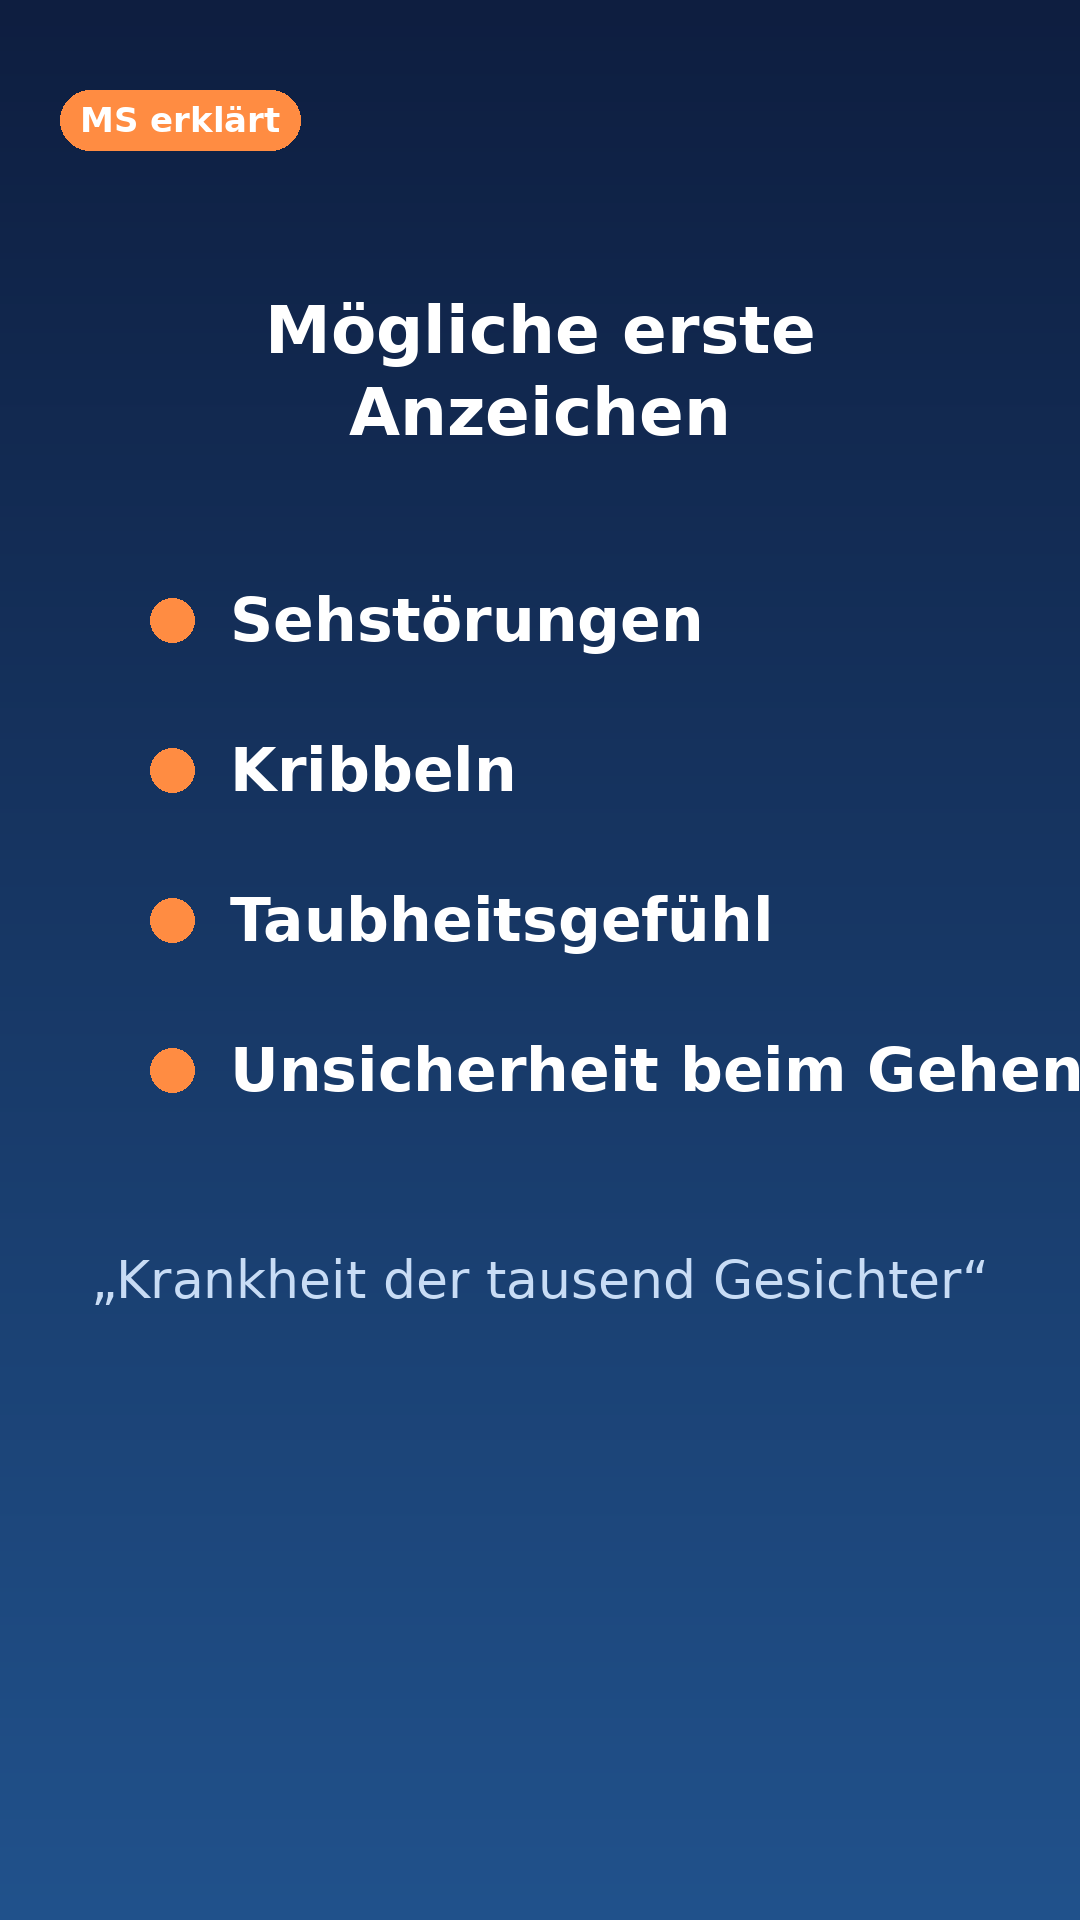 MS erklärt
Mögliche erste
Anzeichen
Sehstörungen
Kribbeln
Taubheitsgefühl
Unsicherheit beim Gehen
„Krankheit der tausend Gesichter“